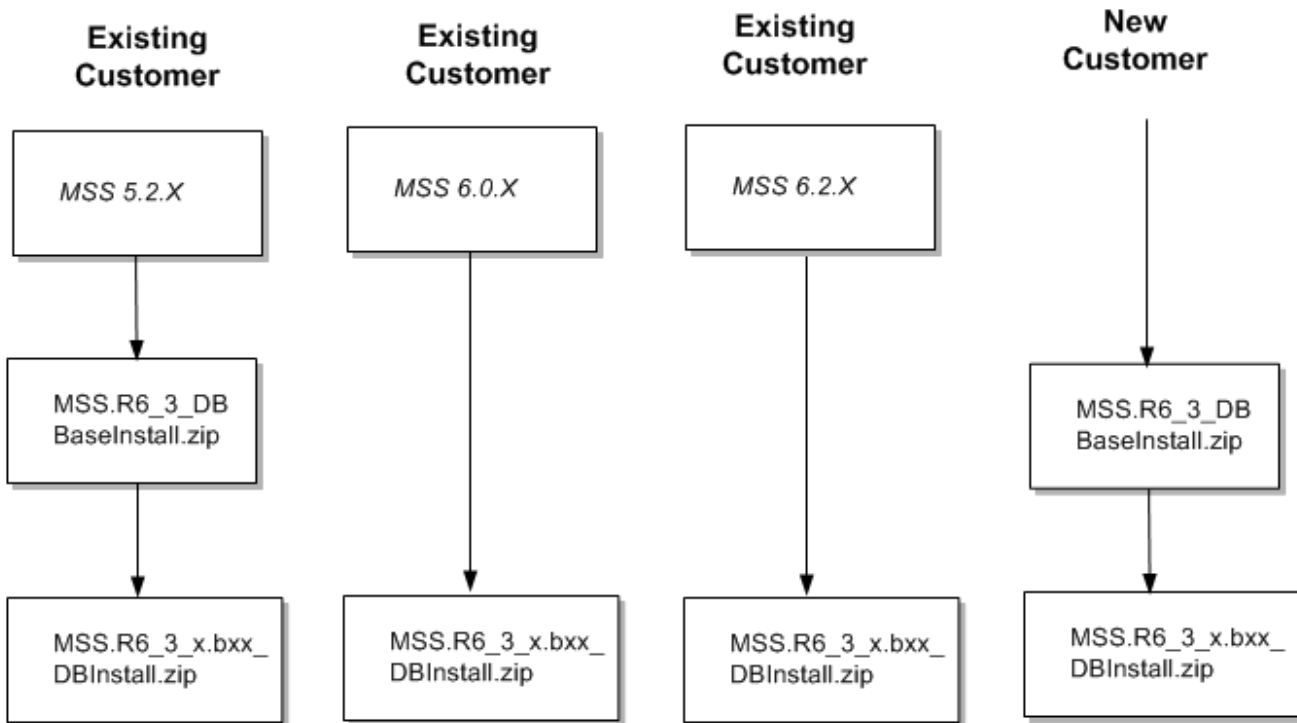 Existing
Customer
Existing
Customer
Existing
Customer
New
Customer
MSS 5.2.X
MSS 6.0.X
MSS 6.2.X
MSS.R6_3_DB
BaseInstall.zip
MSS.R6_3_DB
BaseInstall.zip
MSS.R6_3_x.bxx_
DBInstall.zip
MSS.R6_3_x.bxx_
DBInstall.zip
MSS.R6_3_x.bxx_
DBInstall.zip
MSS.R6_3_x.bxx_
DBInstall.zip